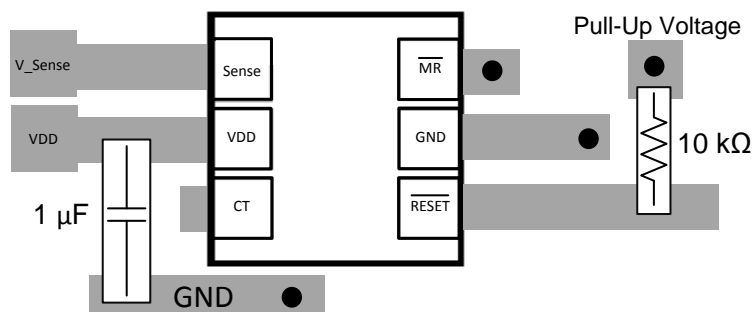 Pull-Up Voltage
V_Sense
Sense
MR
VDD
VDD
GND
10 kΩ
1 µF
CT
RESET
GND